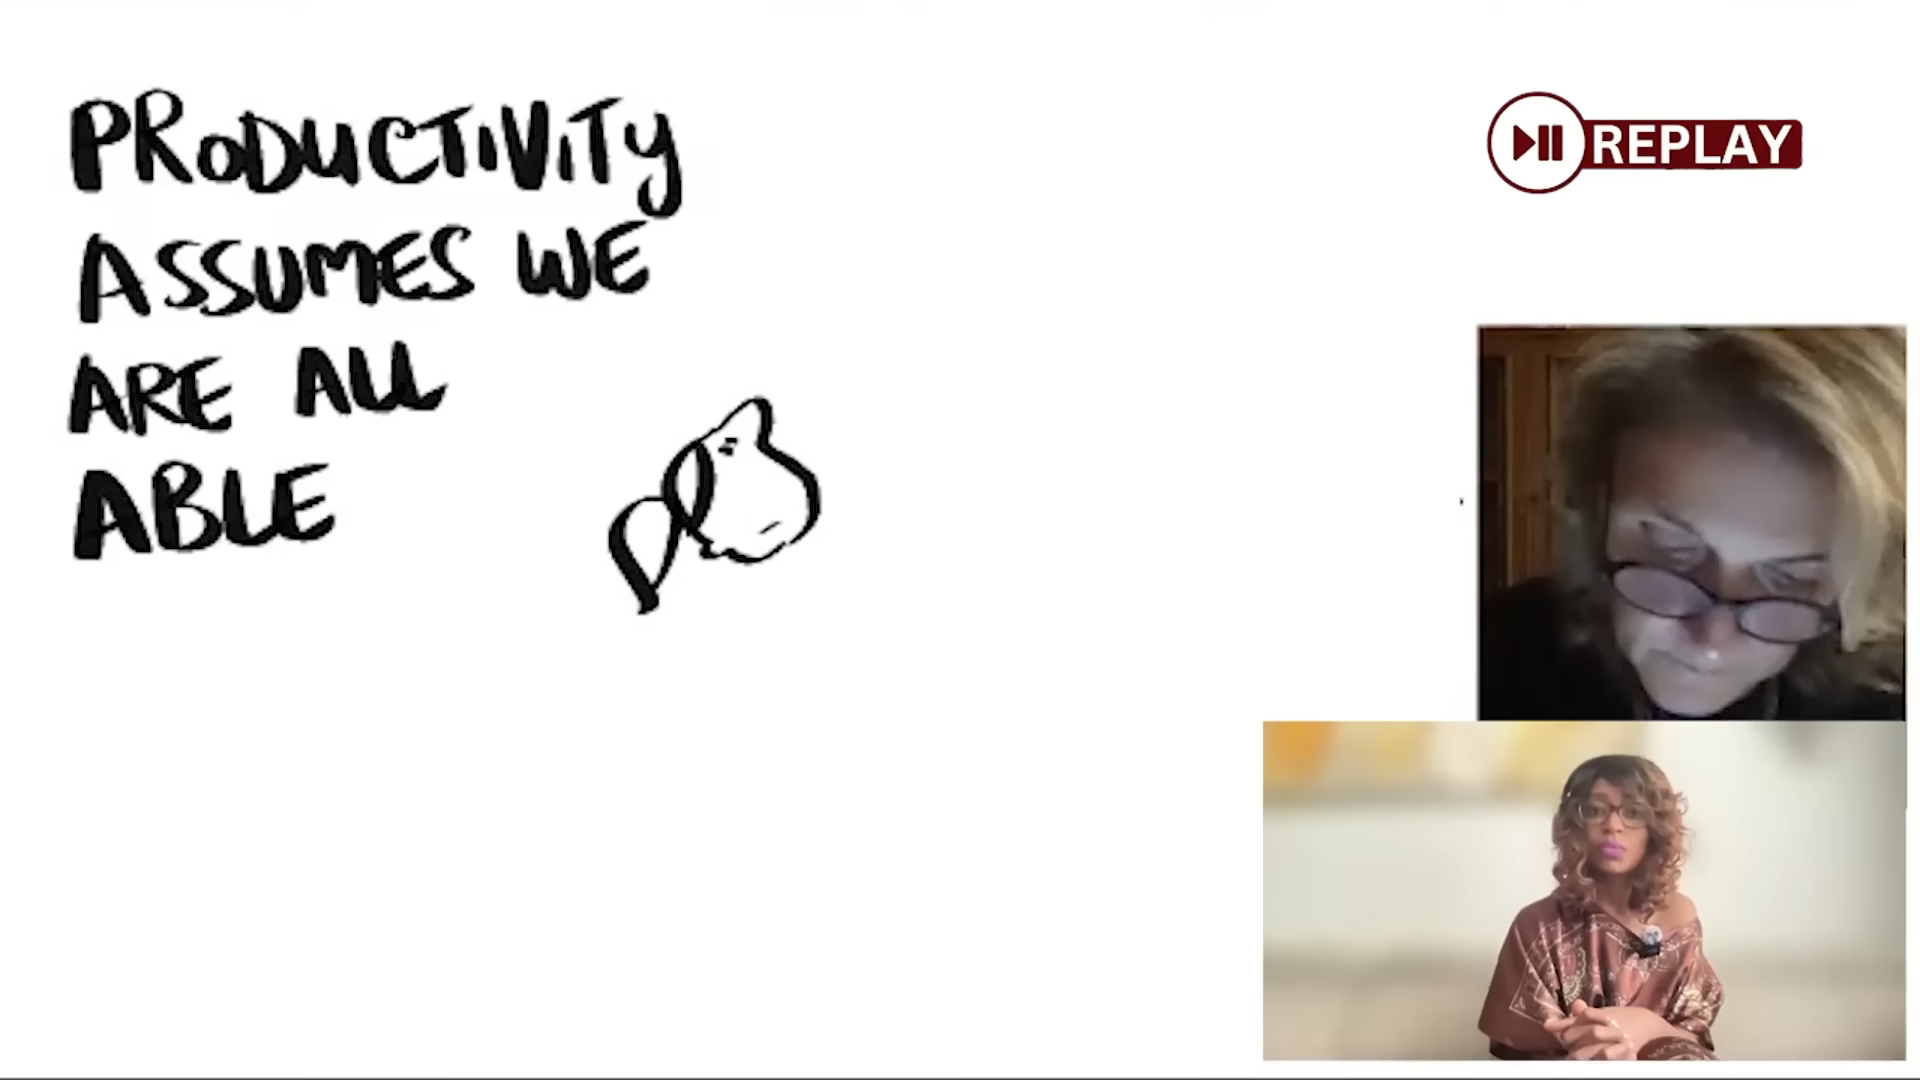 PRODUCTIVITY
ASSUMES WE
ARE ALL
ABLE
REPLAY